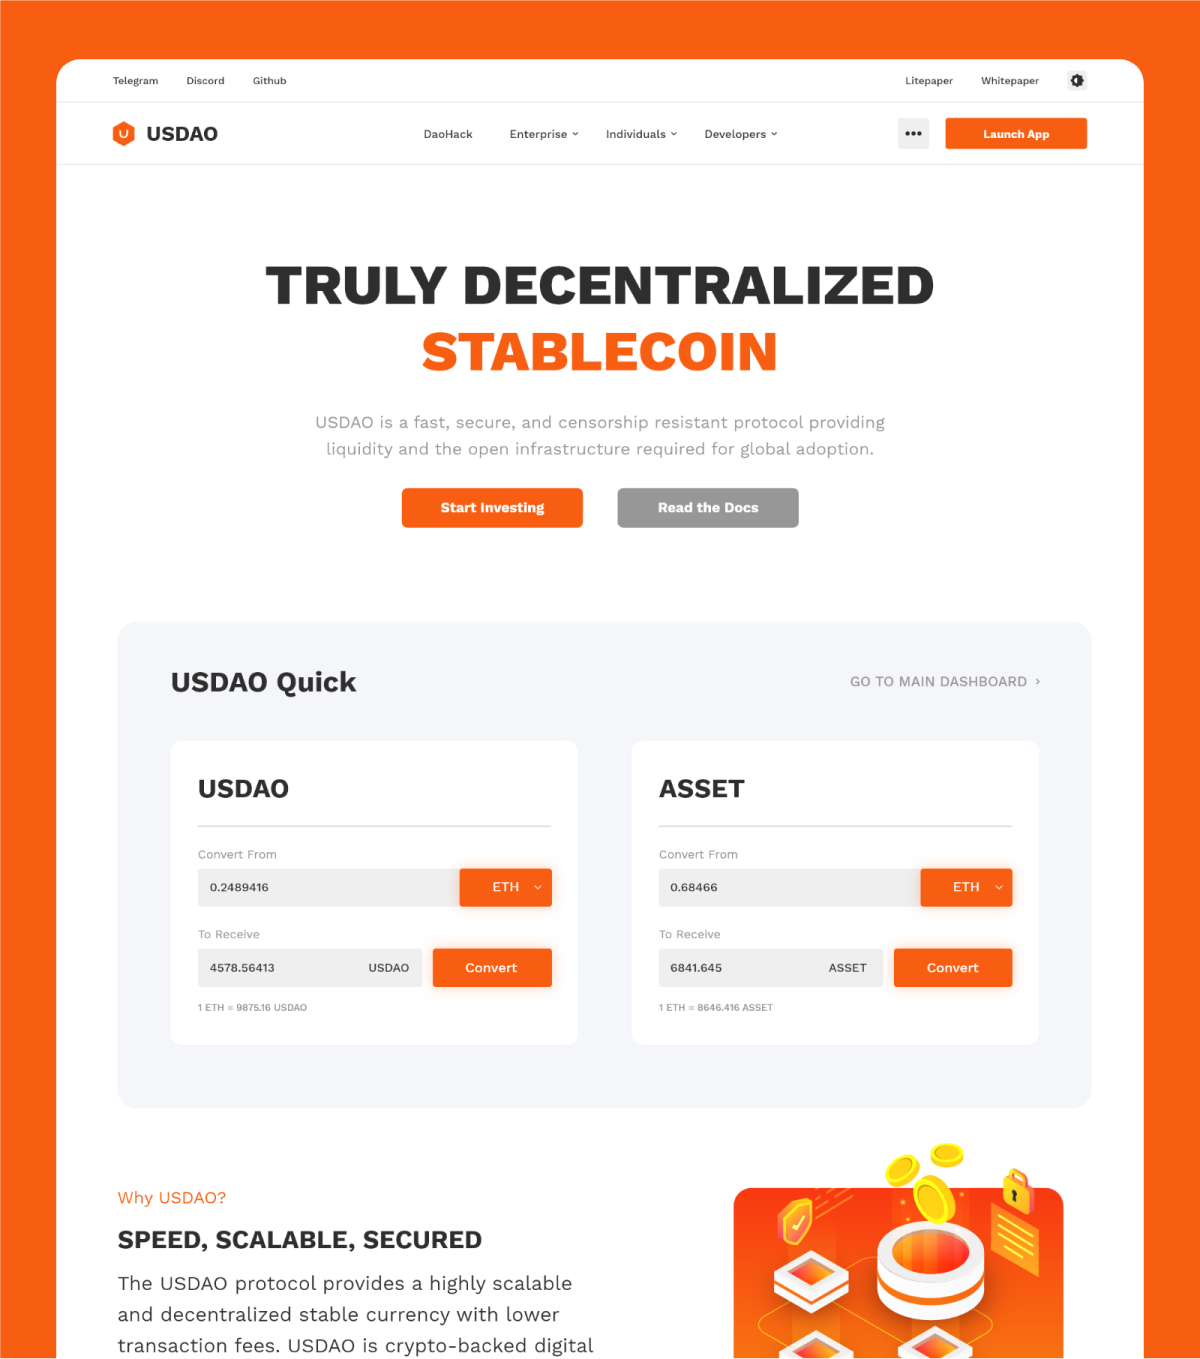 Telegram Discord Github Litepaper Whitepaper
USDAO DaoHack Enterprise Individuals Developers ••• Launch App
TRULY DECENTRALIZED
STABLECOIN
USDAO is a fast, secure, and censorship resistant protocol providing
liquidity and the open infrastructure required for global adoption.
Start Investing Read the Docs
USDAO Quick GO TO MAIN DASHBOARD ›
USDAO
Convert From
0.2489416 ETH
To Receive
4578.56413 USDAO Convert
1 ETH = 9875.16 USDAO
ASSET
Convert From
0.68466 ETH
To Receive
6841.645 ASSET Convert
1 ETH = 8646.416 ASSET
Why USDAO?
SPEED, SCALABLE, SECURED
The USDAO protocol provides a highly scalable
and decentralized stable currency with lower
transaction fees. USDAO is crypto-backed digital